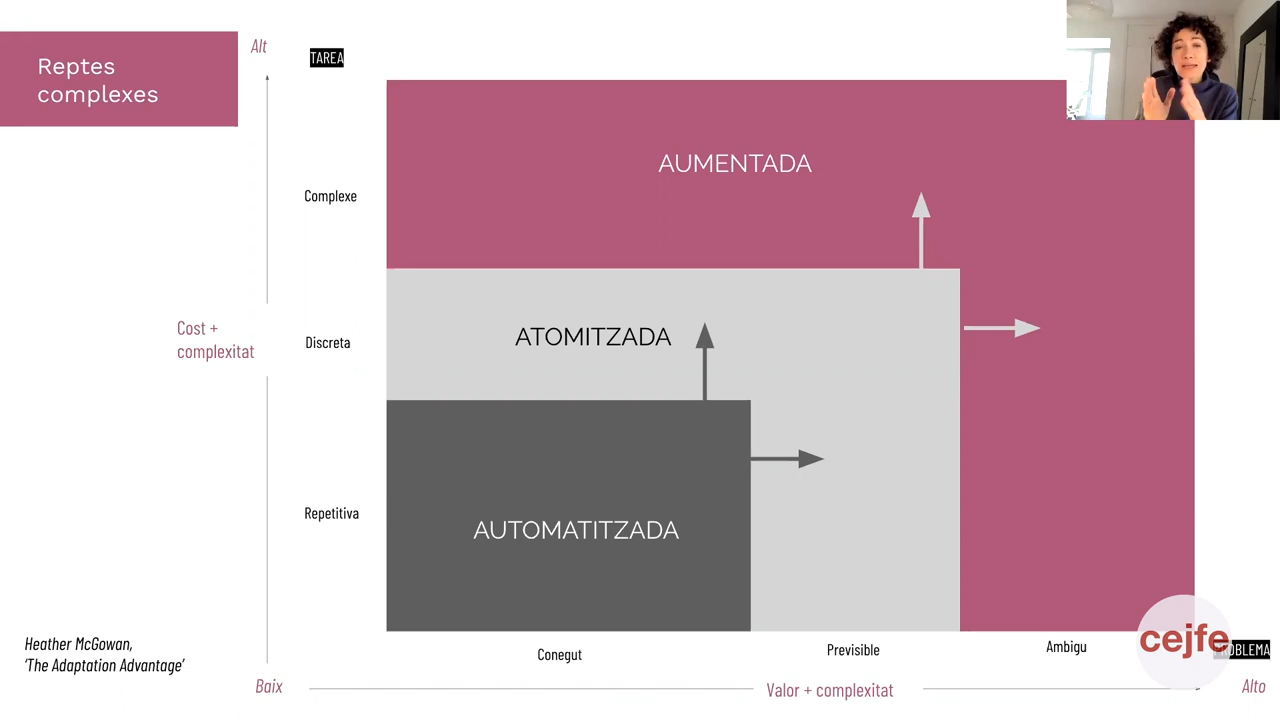 Reptes
complexes
Alt
TAREA
AUMENTADA
Complexe
Cost +
complexitat
Discreta
ATOMITZADA
Repetitiva
AUTOMATITZADA
Heather McGowan,
‘The Adaptation Advantage’
Conegut
Previsible
Ambigu
cejfe
PROBLEMA
Baix
Valor + complexitat
Alto